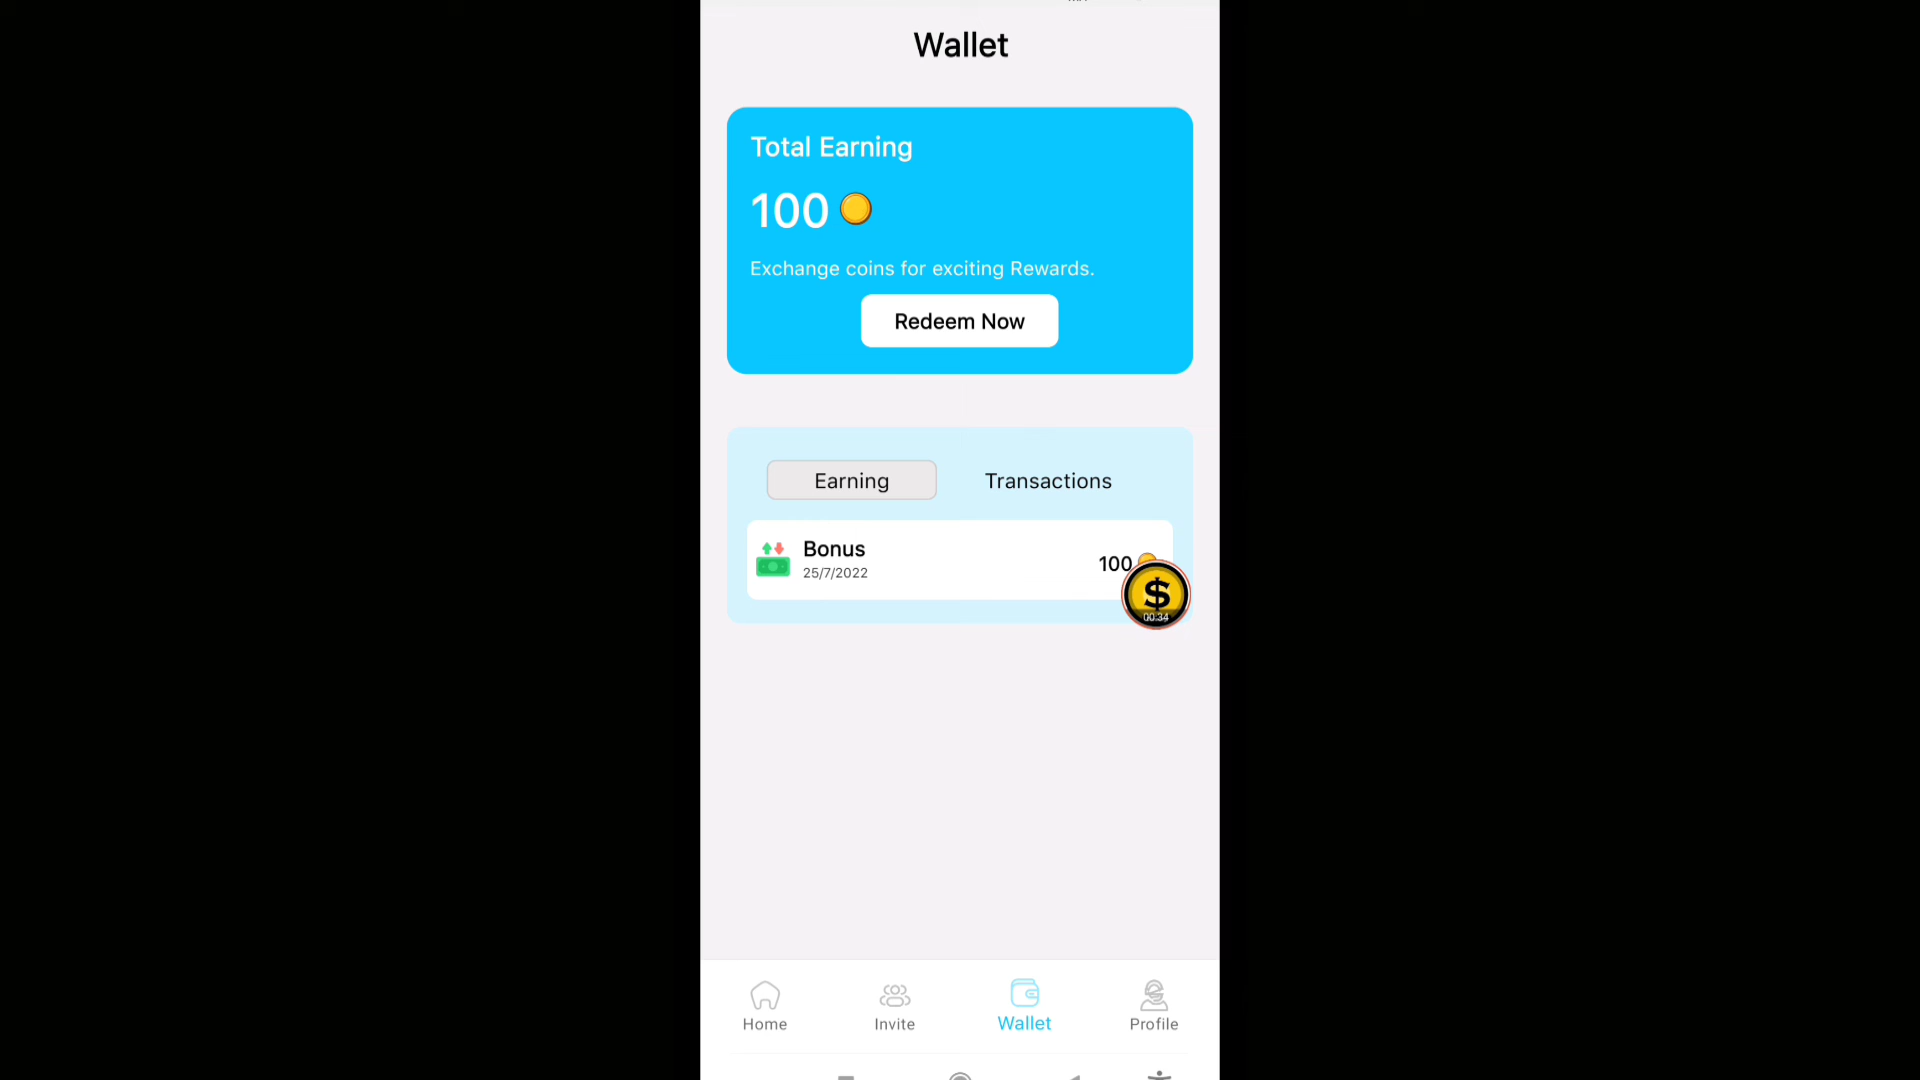 Wallet
Total Earning
100
Exchange coins for exciting Rewards.
Redeem Now
Earning
Transactions
Bonus
25/7/2022
100
$
00:34
Home
Invite
Wallet
Profile